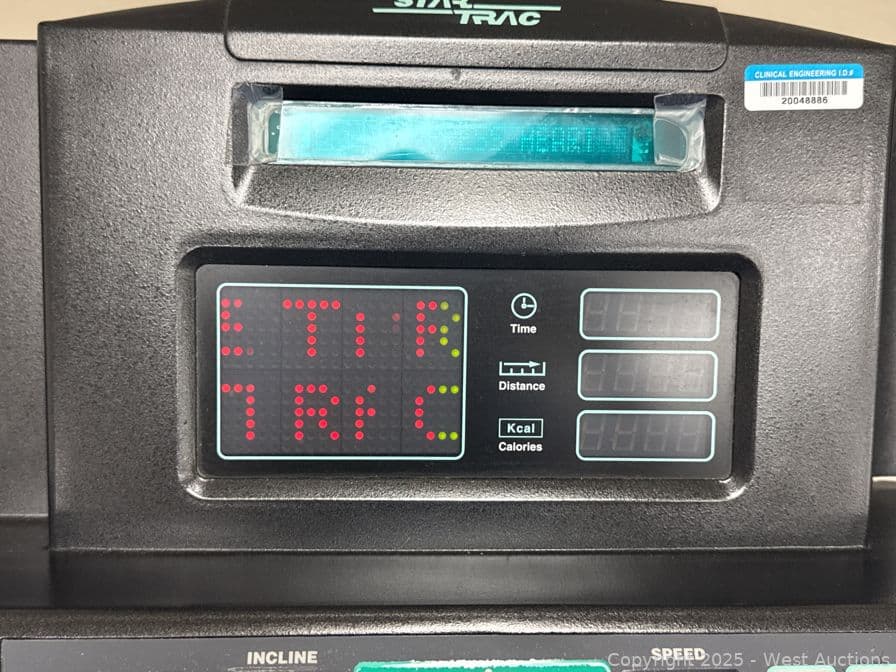 STAR
TRAC
CLINICAL ENGINEERING I.D.#
20048886
Time
Distance
Kcal
Calories
INCLINE
SPEED
Copyright 2025 - West Auctions